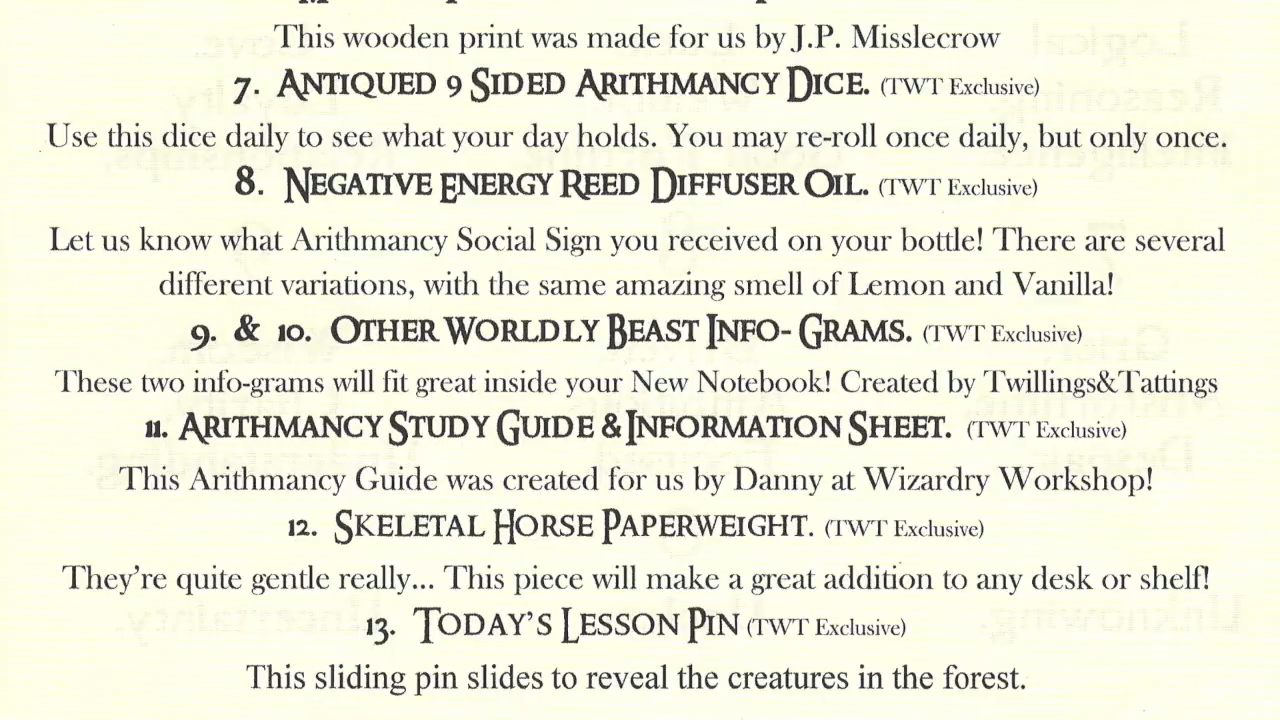 This wooden print was made for us by J.P. Misslecrow
7. Antiqued 9 Sided Arithmancy Dice. (TWT Exclusive)
Use this dice daily to see what your day holds. You may re-roll once daily, but only once.
8. Negative Energy Reed Diffuser Oil. (TWT Exclusive)
Let us know what Arithmancy Social Sign you received on your bottle! There are several
different variations, with the same amazing smell of Lemon and Vanilla!
9. & 10. Other Worldly Beast Info- Grams. (TWT Exclusive)
These two info-grams will fit great inside your New Notebook! Created by Twillings&Tattings
11. Arithmancy Study Guide & Information Sheet. (TWT Exclusive)
This Arithmancy Guide was created for us by Danny at Wizardry Workshop!
12. Skeletal Horse Paperweight. (TWT Exclusive)
They're quite gentle really... This piece will make a great addition to any desk or shelf!
13. Today's Lesson Pin (TWT Exclusive)
This sliding pin slides to reveal the creatures in the forest.